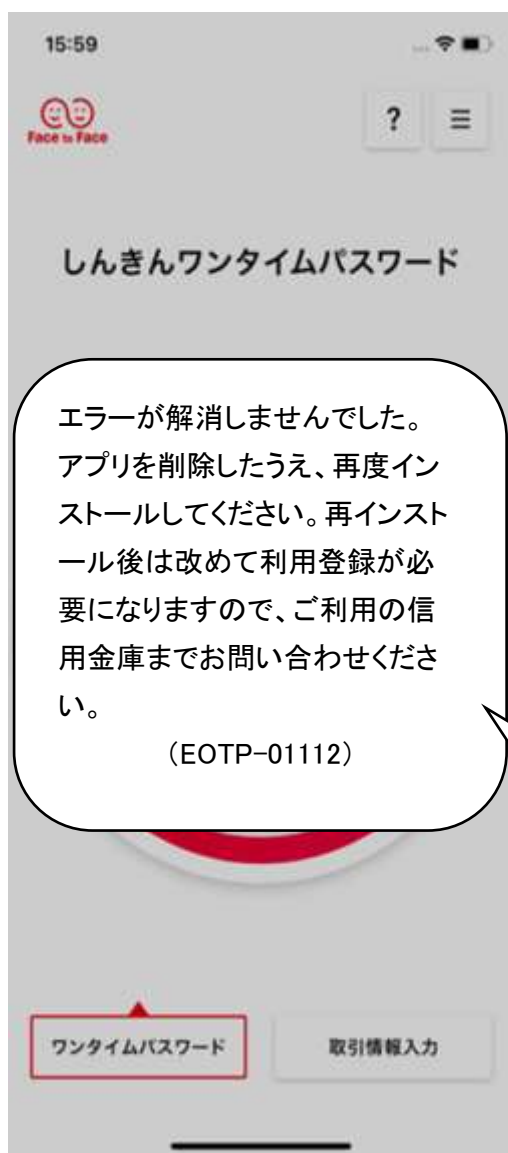 15:59
Face to Face
?
しんきんワンタイムパスワード
エラーが解消しませんでした。
アプリを削除したうえ、再度イン
ストールしてください。再インスト
ール後は改めて利用登録が必
要になりますので、ご利用の信
用金庫までお問い合わせくださ
い。
（EOTP-01112）
ワンタイムパスワード
取引情報入力